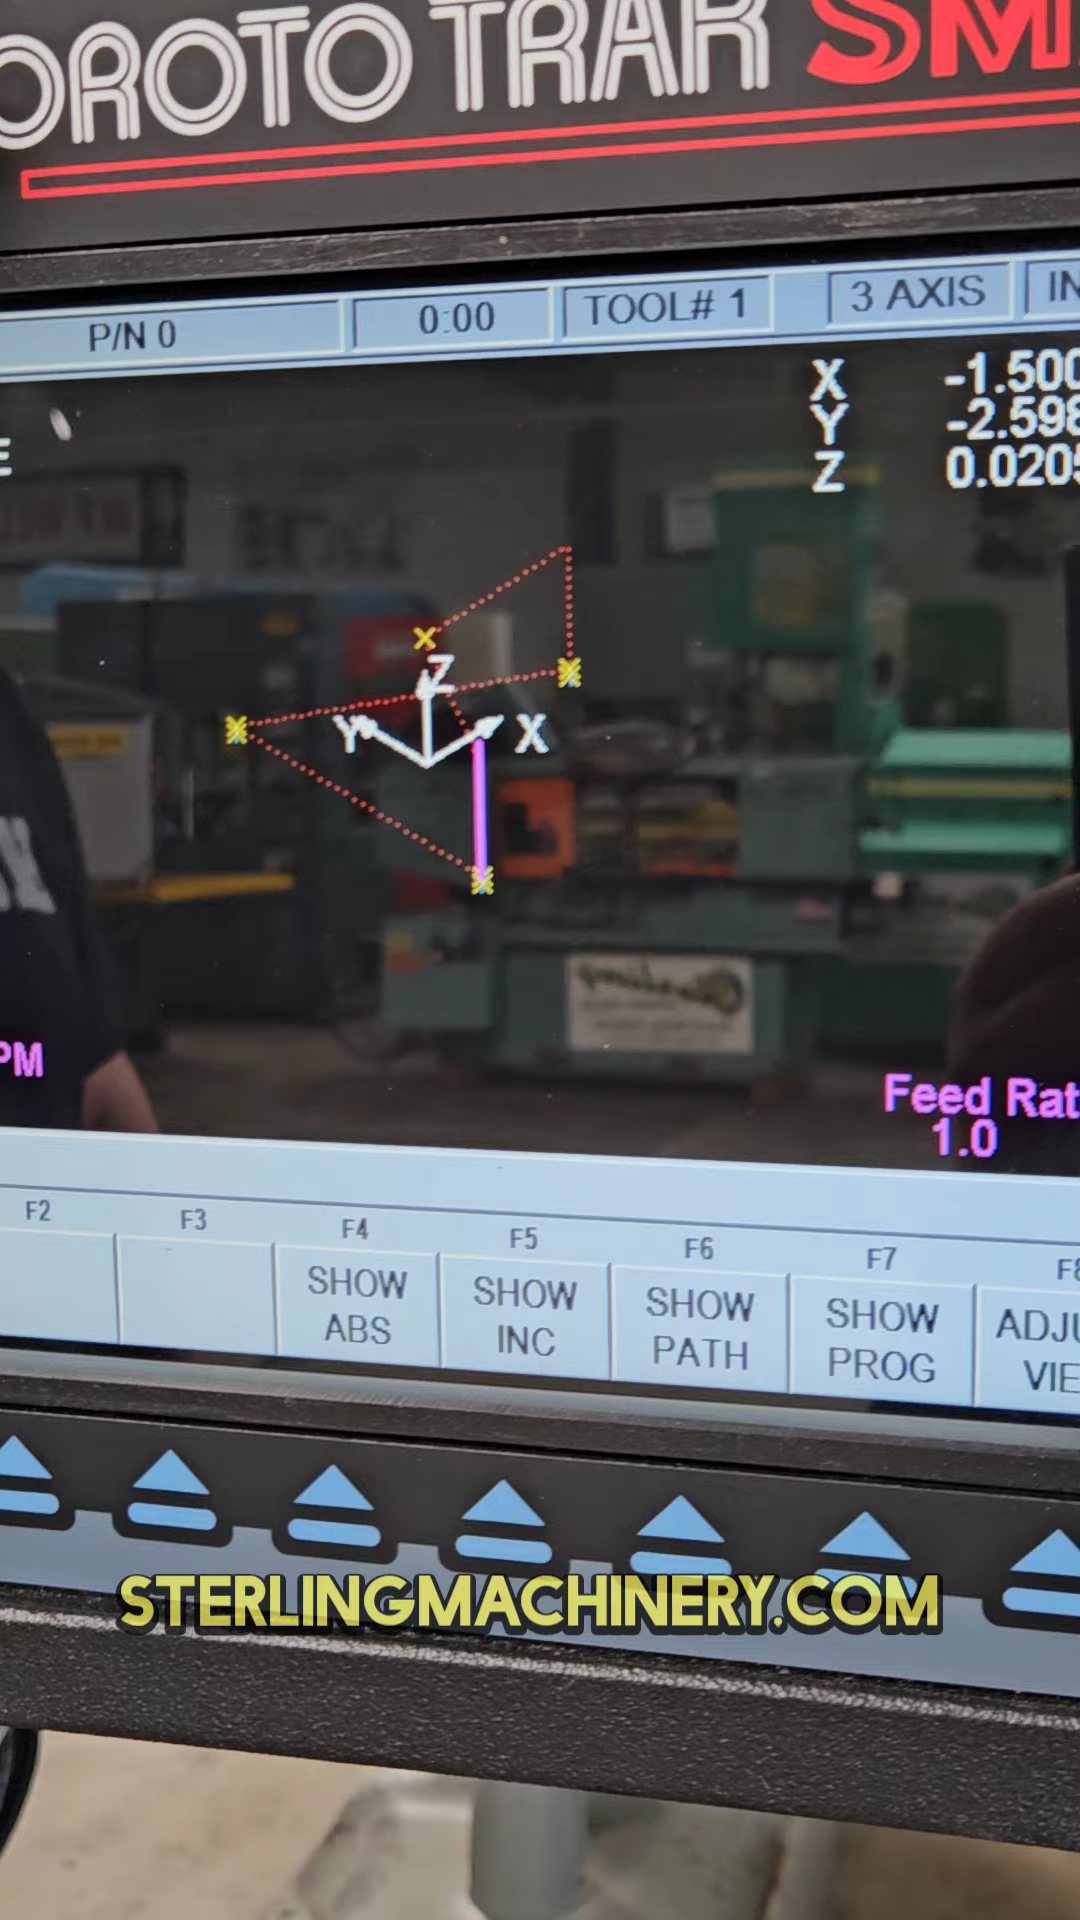 PROTO TRAK SM
P/N 0
0:00
TOOL# 1
3 AXIS
IN
E
X -1.500
Y -2.598
Z 0.0205
Z
Y
X
PM
Feed Rat
1.0
F2
F3
F4
F5
F6
F7
F8
SHOW ABS
SHOW INC
SHOW PATH
SHOW PROG
ADJU
VIE
STERLINGMACHINERY.COM